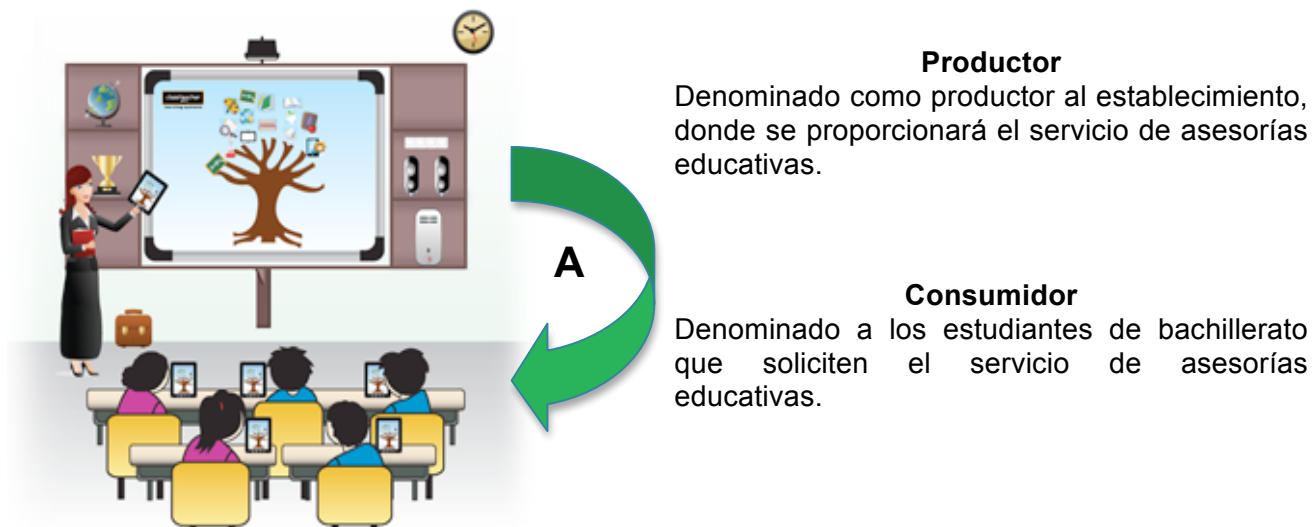 Productor
Denominado como productor al establecimiento,
donde se proporcionará el servicio de asesorías
educativas.
A
Consumidor
Denominado a los estudiantes de bachillerato
que soliciten el servicio de asesorías
educativas.